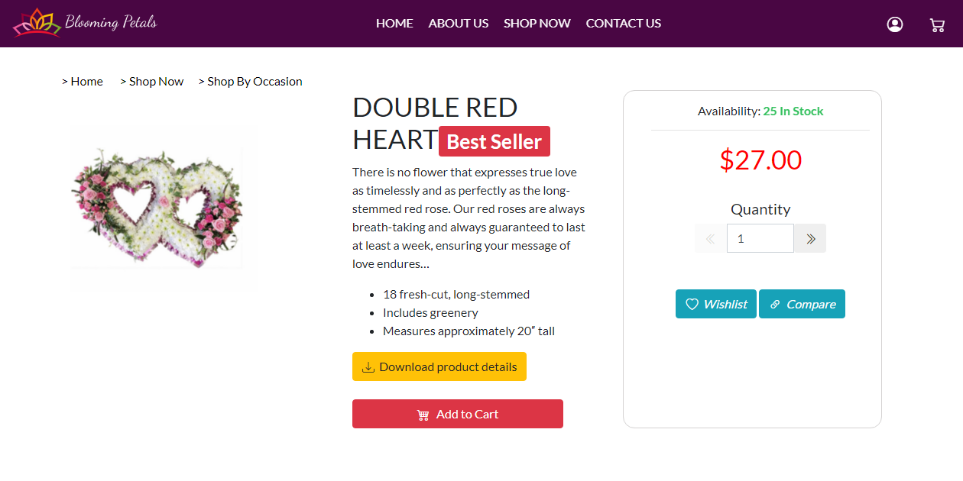 Blooming Petals
HOME ABOUT US SHOP NOW CONTACT US
> Home > Shop Now > Shop By Occasion
DOUBLE RED
HEART Best Seller
There is no flower that expresses true love
as timelessly and as perfectly as the long-
stemmed red rose. Our red roses are always
breath-taking and always guaranteed to last
at least a week, ensuring your message of
love endures...
• 18 fresh-cut, long-stemmed
• Includes greenery
• Measures approximately 20” tall
Download product details
Add to Cart
Availability: 25 In Stock
$27.00
Quantity
1
Wishlist Compare